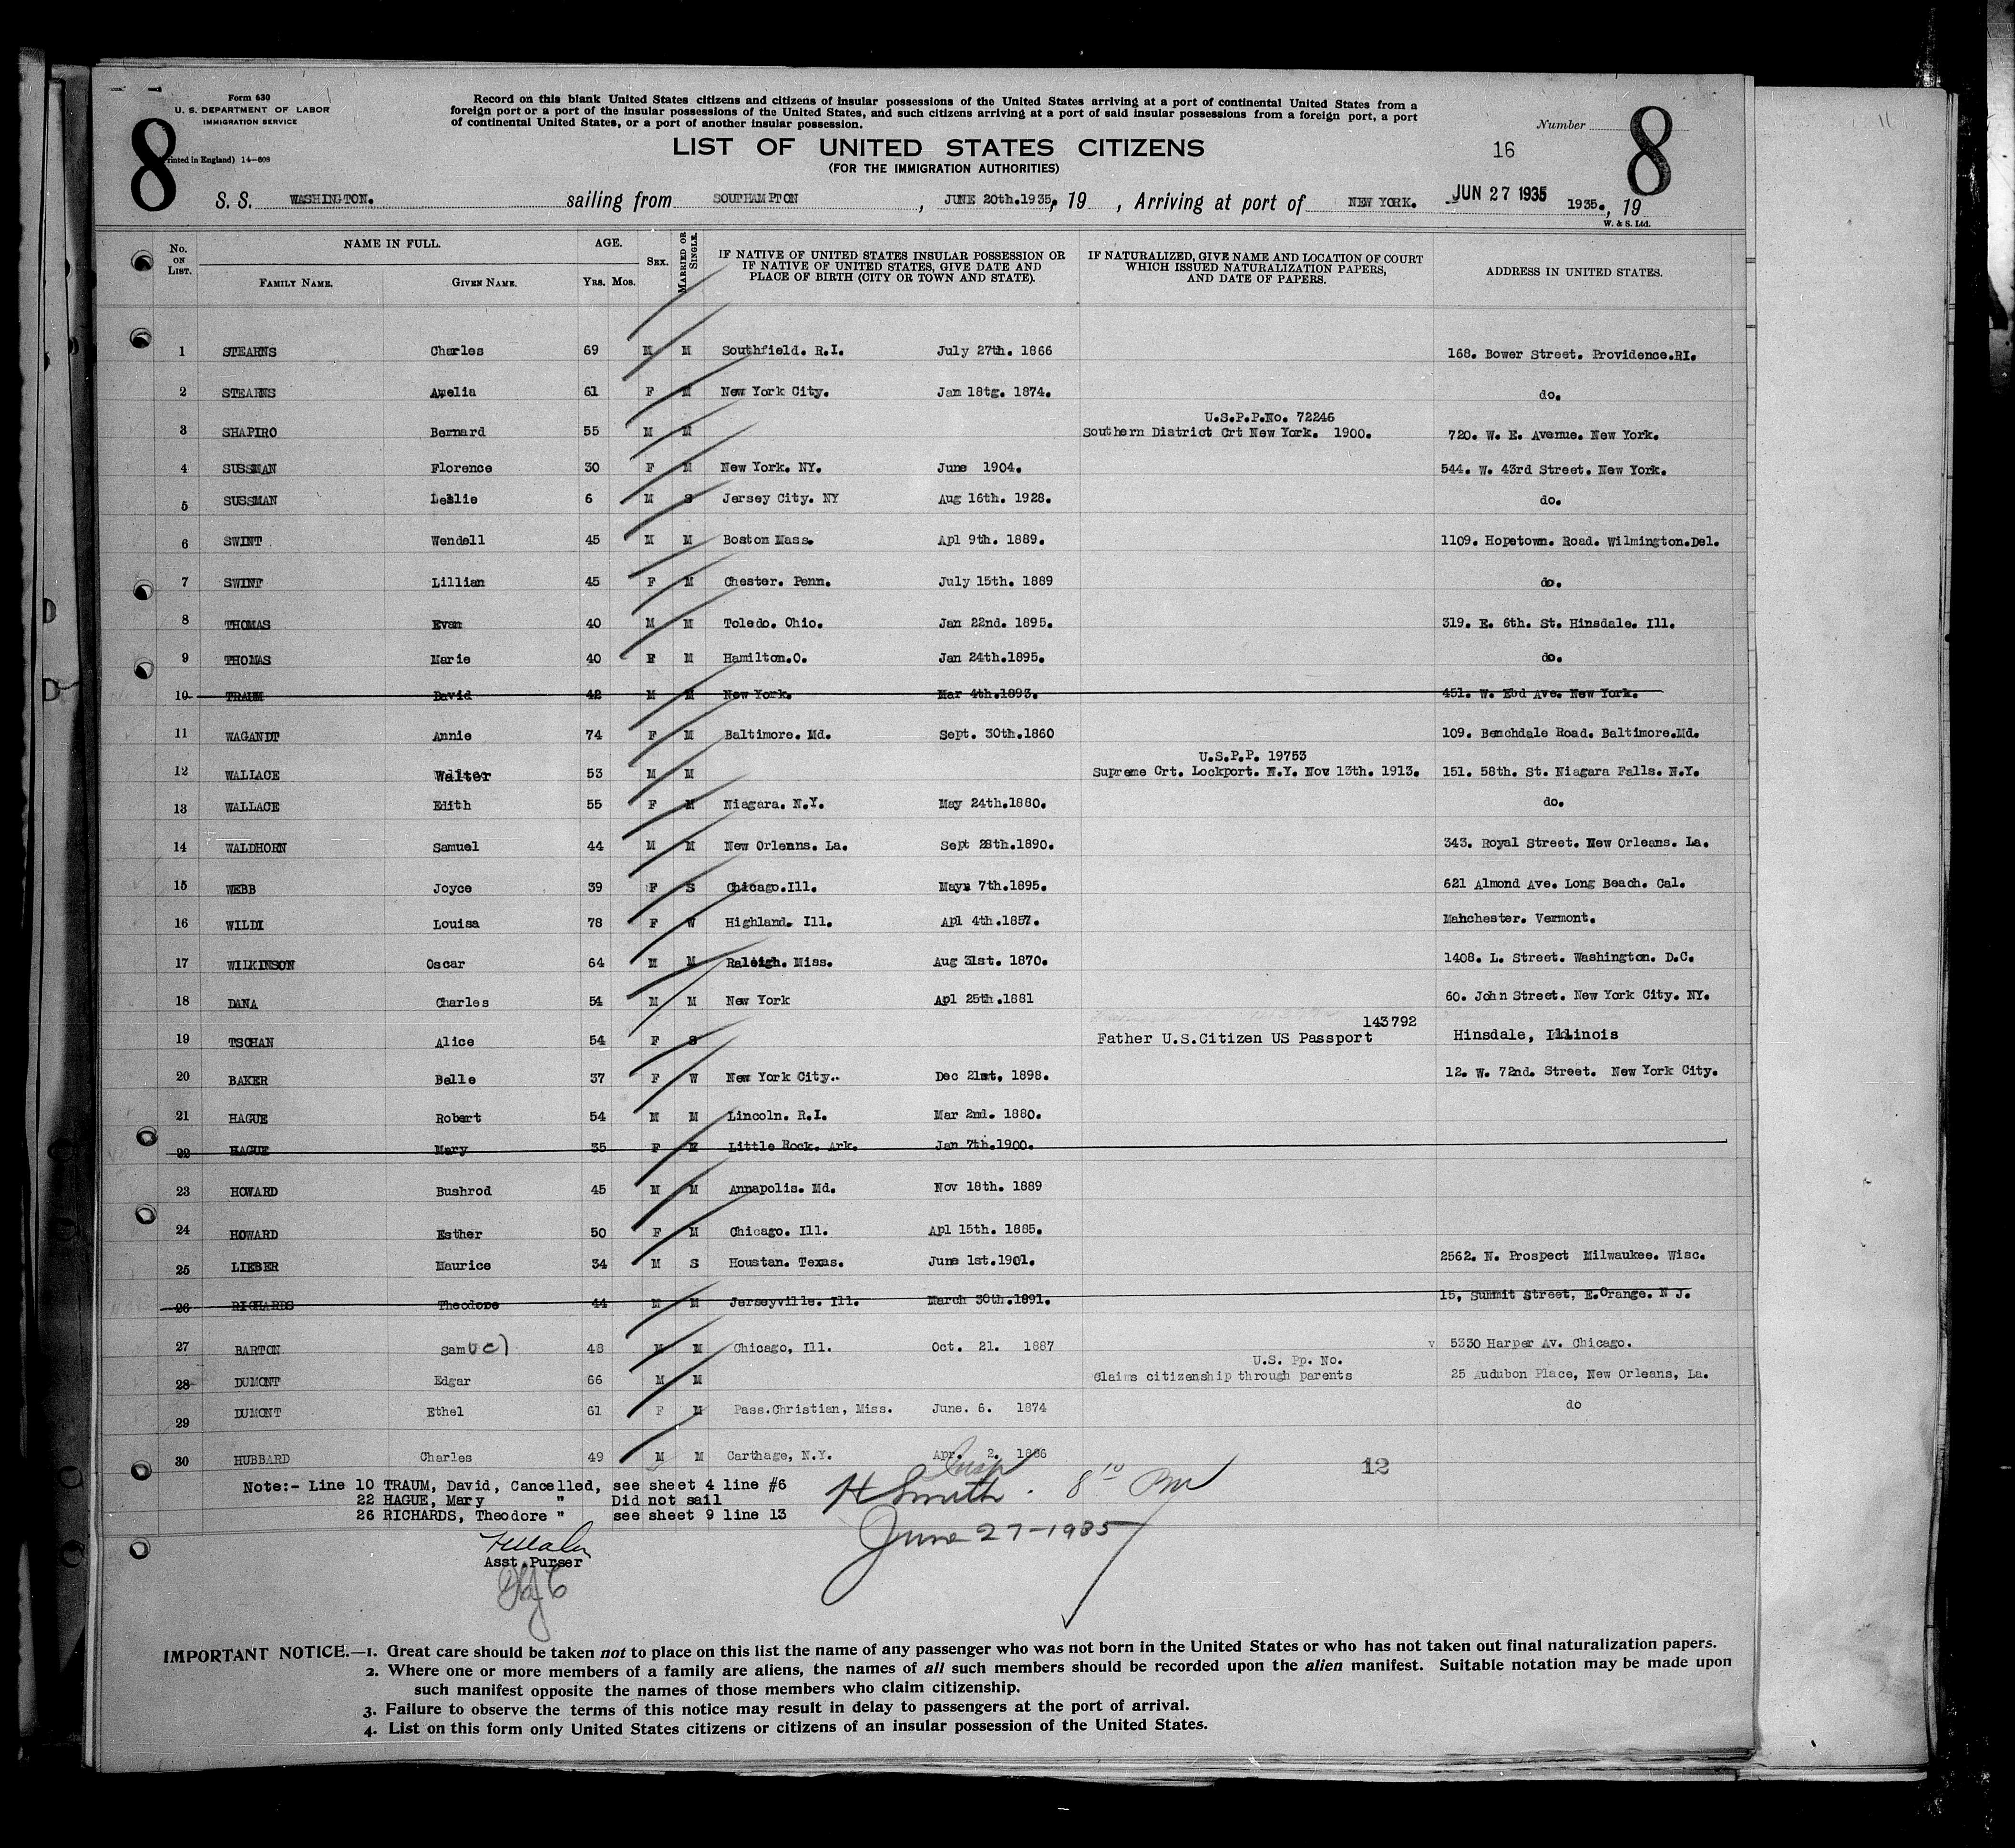 Form 630
U. S. DEPARTMENT OF LABOR
IMMIGRATION SERVICE
8
(Printed in England) 14—608
Record on this blank United States citizens and citizens of insular possessions of the United States arriving at a port of continental United States from a
foreign port or a port of the insular possessions of the United States, and such citizens arriving at a port of said insular possessions from a foreign port, a port
of continental United States, or a port of another insular possession.
Number
8
11
LIST OF UNITED STATES CITIZENS
16
(FOR THE IMMIGRATION AUTHORITIES)
S. S. WASHINGTON. sailing from SOUTHAMPTON , JUNE 20th.1935, 19 , Arriving at port of NEW YORK. JUN 27 1935 1935., 19
W. & S. Ltd.
No. ON LIST. NAME IN FULL. FAMILY NAME. GIVEN NAME. AGE. YRS. MOS. SEX. MARRIED OR SINGLE. IF NATIVE OF UNITED STATES INSULAR POSSESSION OR IF NATIVE OF UNITED STATES, GIVE DATE AND PLACE OF BIRTH (CITY OR TOWN AND STATE). IF NATURALIZED, GIVE NAME AND LOCATION OF COURT WHICH ISSUED NATURALIZATION PAPERS, AND DATE OF PAPERS. ADDRESS IN UNITED STATES.
1 STEARNS Charles 69 M M Southfield. R.I. July 27th. 1866 168. Bower Street. Providence.RI.
2 STEARNS Amelia 61 F M New York City. Jan 18tg. 1874. do.
U.S.P.P.No. 72246
3 SHAPIRO Bernard 55 M M Southern District Crt New York. 1900. 720. W. E. Avenue. New York.
4 SUSSMAN Florence 30 F M New York. NY. June 1904. 544. W. 43rd Street. New York.
5 SUSSMAN Leslie 6 M S Jersey City. NY Aug 16th. 1928. do.
6 SWINT Wendell 45 M M Boston Mass. Apl 9th. 1889. 1109. Hopetown. Road. Wilmington.Del.
7 SWINT Lillian 45 F M Chester. Penn. July 15th. 1889 do.
8 THOMAS Evan 40 M M Toledo. Ohio. Jan 22nd. 1895. 319. E. 6th. St. Hinsdale. Ill.
9 THOMAS Marie 40 F M Hamilton.O. Jan 24th.1895. do.
10 TRAUM David 42 M M New York. Mar 4th.1893. 451. W. Ebd Ave. New York.
11 WAGANDT Annie 74 F M Baltimore. Md. Sept. 30th.1860 109. Benchdale Road. Baltimore.Md.
U.S.P.P. 19753
12 WALLACE Walter 53 M M Supreme Crt. Lockport. N.Y. Nov 13th. 1913. 151. 58th. St. Niagara Falls. N.Y.
13 WALLACE Edith 55 F M Niagara. N.Y. May 24th.1880. do.
14 WALDHORN Samuel 44 M M New Orleans. La. Sept 28th.1890. 343. Royal Street. New Orleans. La.
15 WEBB Joyce 39 F S Chicago.Ill. May 7th.1895. 621 Almond Ave. Long Beach. Cal.
16 WILDI Louisa 78 F W Highland. Ill. Apl 4th.1857. Manchester. Vermont.
17 WILKINSON Oscar 64 M M Raleigh. Miss. Aug 31st. 1870. 1408. L. Street. Washington. D.C.
18 DANA Charles 54 M M New York Apl 25th.1881 60. John Street. New York City. NY.
143792
19 TSCHAN Alice 54 F S Father U.S.Citizen US Passport Hinsdale, Illinois
20 BAKER Belle 37 F W New York City. Dec 21st, 1898. 12. W. 72nd. Street. New York City.
21 HAGUE Robert 54 M M Lincoln. R.I. Mar 2nd. 1880.
22 HAGUE Mary 35 F M Little Rock. Ark. Jan 7th.1900.
23 HOWARD Bushrod 45 M M Annapolis. Md. Nov 18th. 1889
24 HOWARD Esther 50 F M Chicago. Ill. Apl 15th. 1885.
25 LIEBER Maurice 34 M S Houstan. Texas. June 1st.1901. 2562. N. Prospect Milwaukee. Wisc.
26 RICHARDS Theodore 44 M M Jerseyville. Ill. March 30th.1891. 15, Summit Street, E.Orange. N J.
27 BARTON Samuel 48 M M Chicago, Ill. Oct. 21. 1887 v 5330 Harper Av. Chicago.
U.S. Pp. No.
28 DUMONT Edgar 66 M M Claims citizenship through parents 25 Audubon Place, New Orleans, La.
29 DUMONT Ethel 61 F M Pass.Christian, Miss. June. 6. 1874 do
30 HUBBARD Charles 49 M M Carthage, N.Y. Apr. 2. 1886
12
Note:- Line 10 TRAUM, David, Cancelled, see sheet 4 line #6
22 HAGUE, Mary " Did not sail
26 RICHARDS, Theodore " see sheet 9 line 13
Insp
H Smith. 8 10 PM
June 27-1935
Asst.Purser
IMPORTANT NOTICE.—1. Great care should be taken not to place on this list the name of any passenger who was not born in the United States or who has not taken out final naturalization papers.
2. Where one or more members of a family are aliens, the names of all such members should be recorded upon the alien manifest. Suitable notation may be made upon
such manifest opposite the names of those members who claim citizenship.
3. Failure to observe the terms of this notice may result in delay to passengers at the port of arrival.
4. List on this form only United States citizens or citizens of an insular possession of the United States.